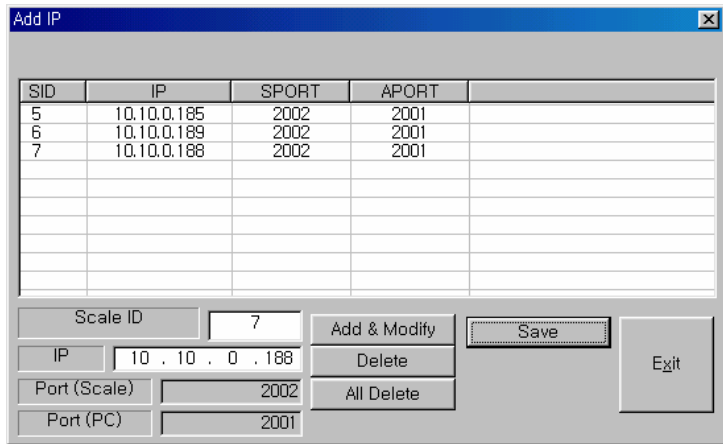 Add IP
SID IP SPORT APORT
5 10.10.0.185 2002 2001
6 10.10.0.189 2002 2001
7 10.10.0.188 2002 2001
Scale ID 7
IP 10 . 10 . 0 . 188
Port (Scale) 2002
Port (PC) 2001
Add & Modify
Delete
All Delete
Save
Exit